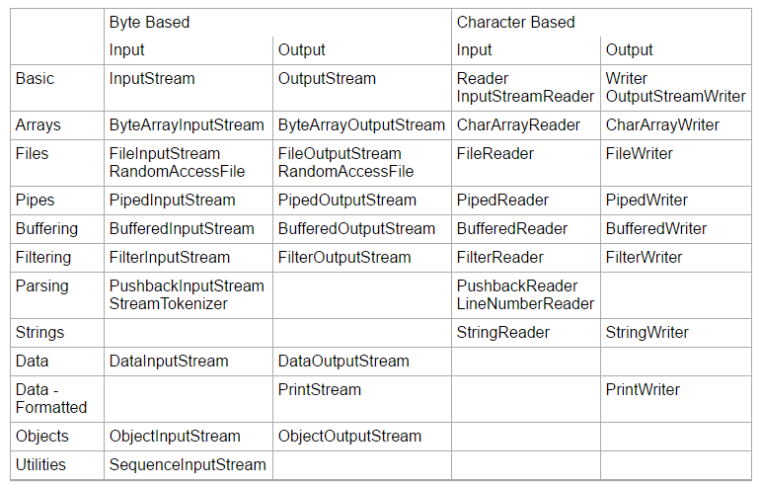 Byte Based Character Based
Input Output Input Output
Basic InputStream OutputStream Reader Writer
InputStreamReader OutputStreamWriter
Arrays ByteArrayInputStream ByteArrayOutputStream CharArrayReader CharArrayWriter
Files FileInputStream FileOutputStream FileReader FileWriter
RandomAccessFile RandomAccessFile
Pipes PipedInputStream PipedOutputStream PipedReader PipedWriter
Buffering BufferedInputStream BufferedOutputStream BufferedReader BufferedWriter
Filtering FilterInputStream FilterOutputStream FilterReader FilterWriter
Parsing PushbackInputStream PushbackReader
StreamTokenizer LineNumberReader
Strings StringReader StringWriter
Data DataInputStream DataOutputStream
Data - PrintStream PrintWriter
Formatted
Objects ObjectInputStream ObjectOutputStream
Utilities SequenceInputStream